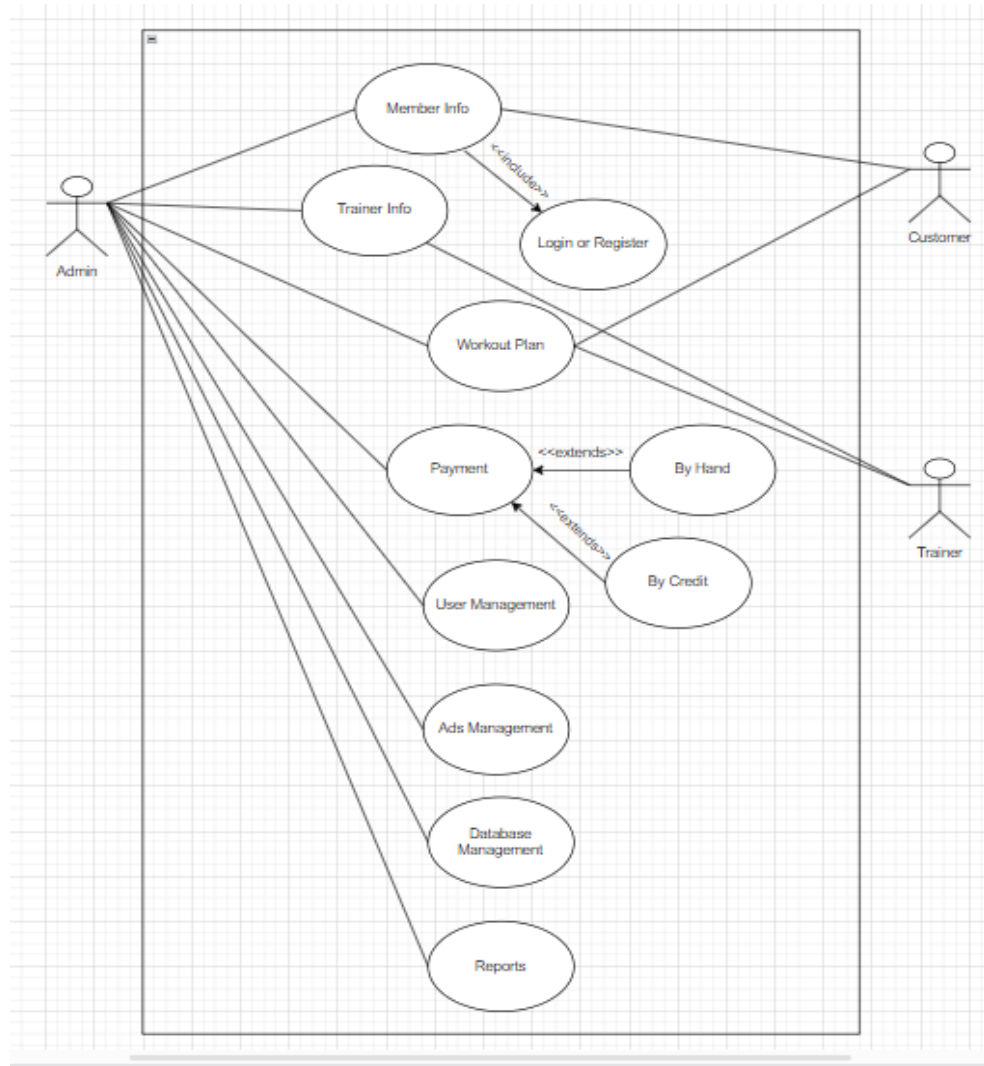 Member Info
<<include>>
Trainer Info
Login or Register
Customer
Admin
Workout Plan
Payment
<<extends>>
By Hand
<<extends>>
Trainer
By Credit
User Management
Ads Management
Database
Management
Reports